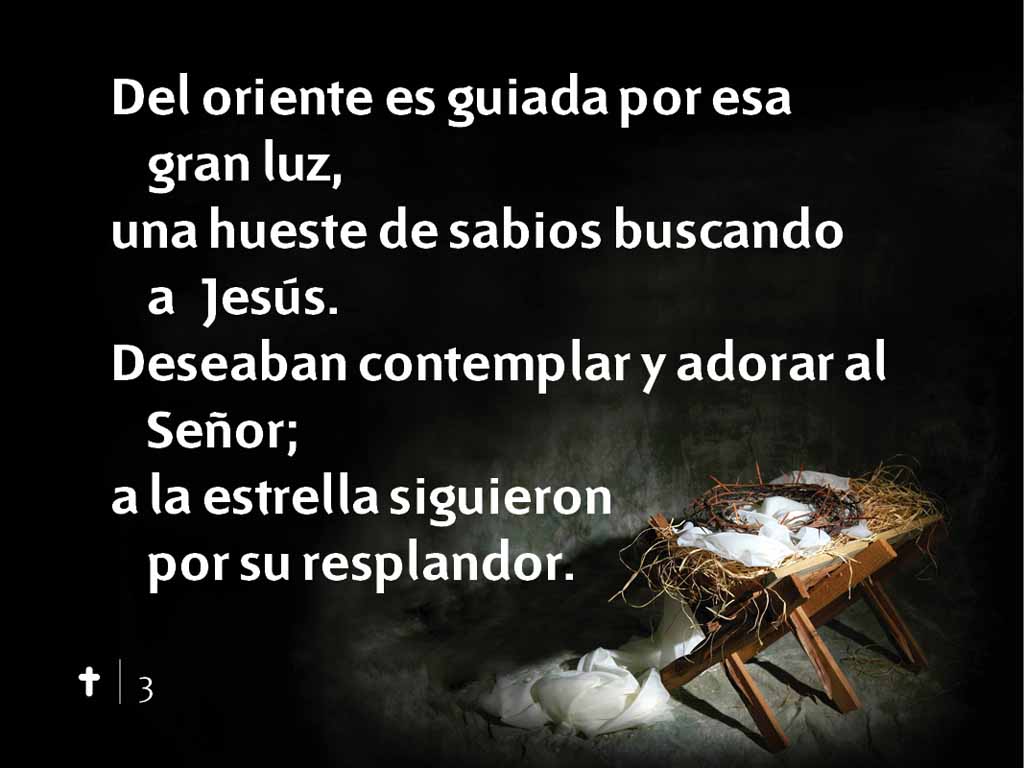 Del oriente es guiada por esa
gran luz,
una hueste de sabios buscando
a Jesús.
Deseaban contemplar y adorar al
Señor;
a la estrella siguieron
por su resplandor.
3